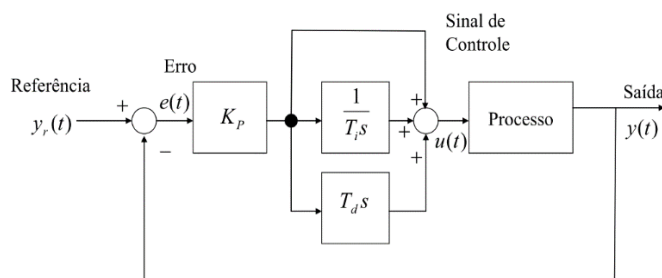 Sinal de
Controle
Erro
Referência
Saída
e(t)
+
y_r(t)
−
K_P
1
T_i s
+
+
+
u(t)
Processo
y(t)
T_d s